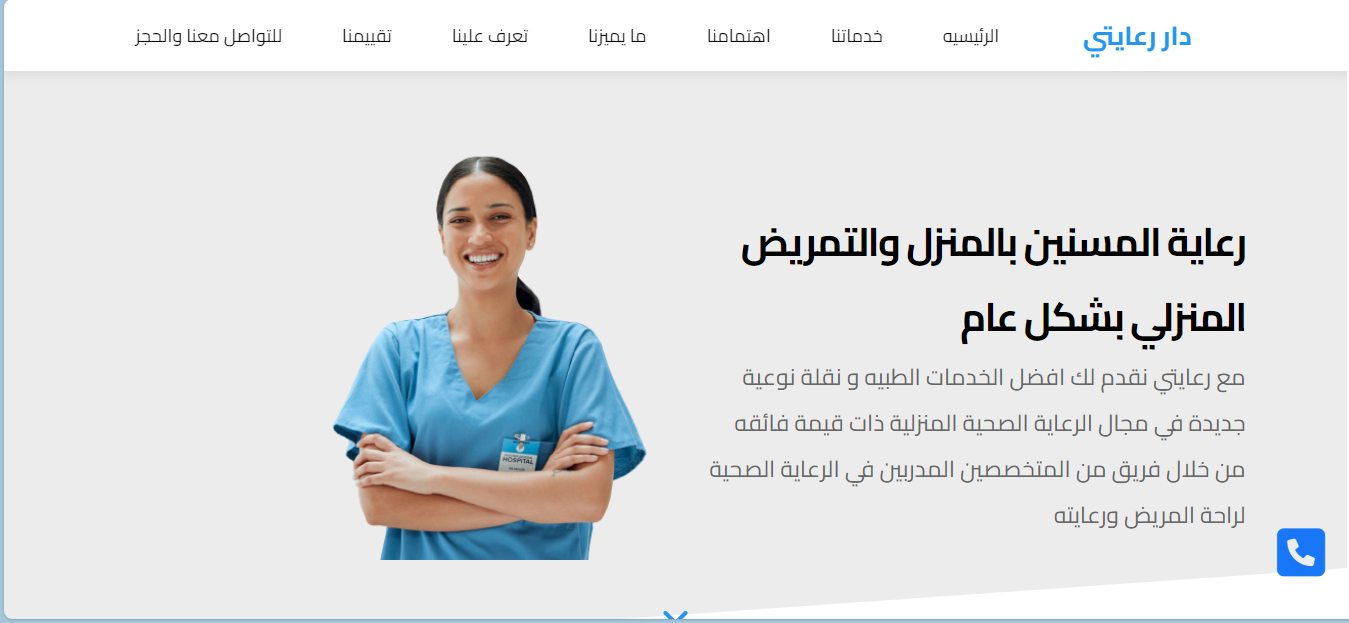 دار رعايتي
الرئيسيه
خدماتنا
اهتمامنا
ما يميزنا
تعرف علينا
تقييمنا
للتواصل معنا والحجز
رعاية المسنين بالمنزل والتمريض
المنزلي بشكل عام
مع رعايتي نقدم لك افضل الخدمات الطبيه و نقلة نوعية
جديدة في مجال الرعاية الصحية المنزلية ذات قيمة فائقه
من خلال فريق من المتخصصين المدربين في الرعاية الصحية
لراحة المريض ورعايته
HOSPITAL